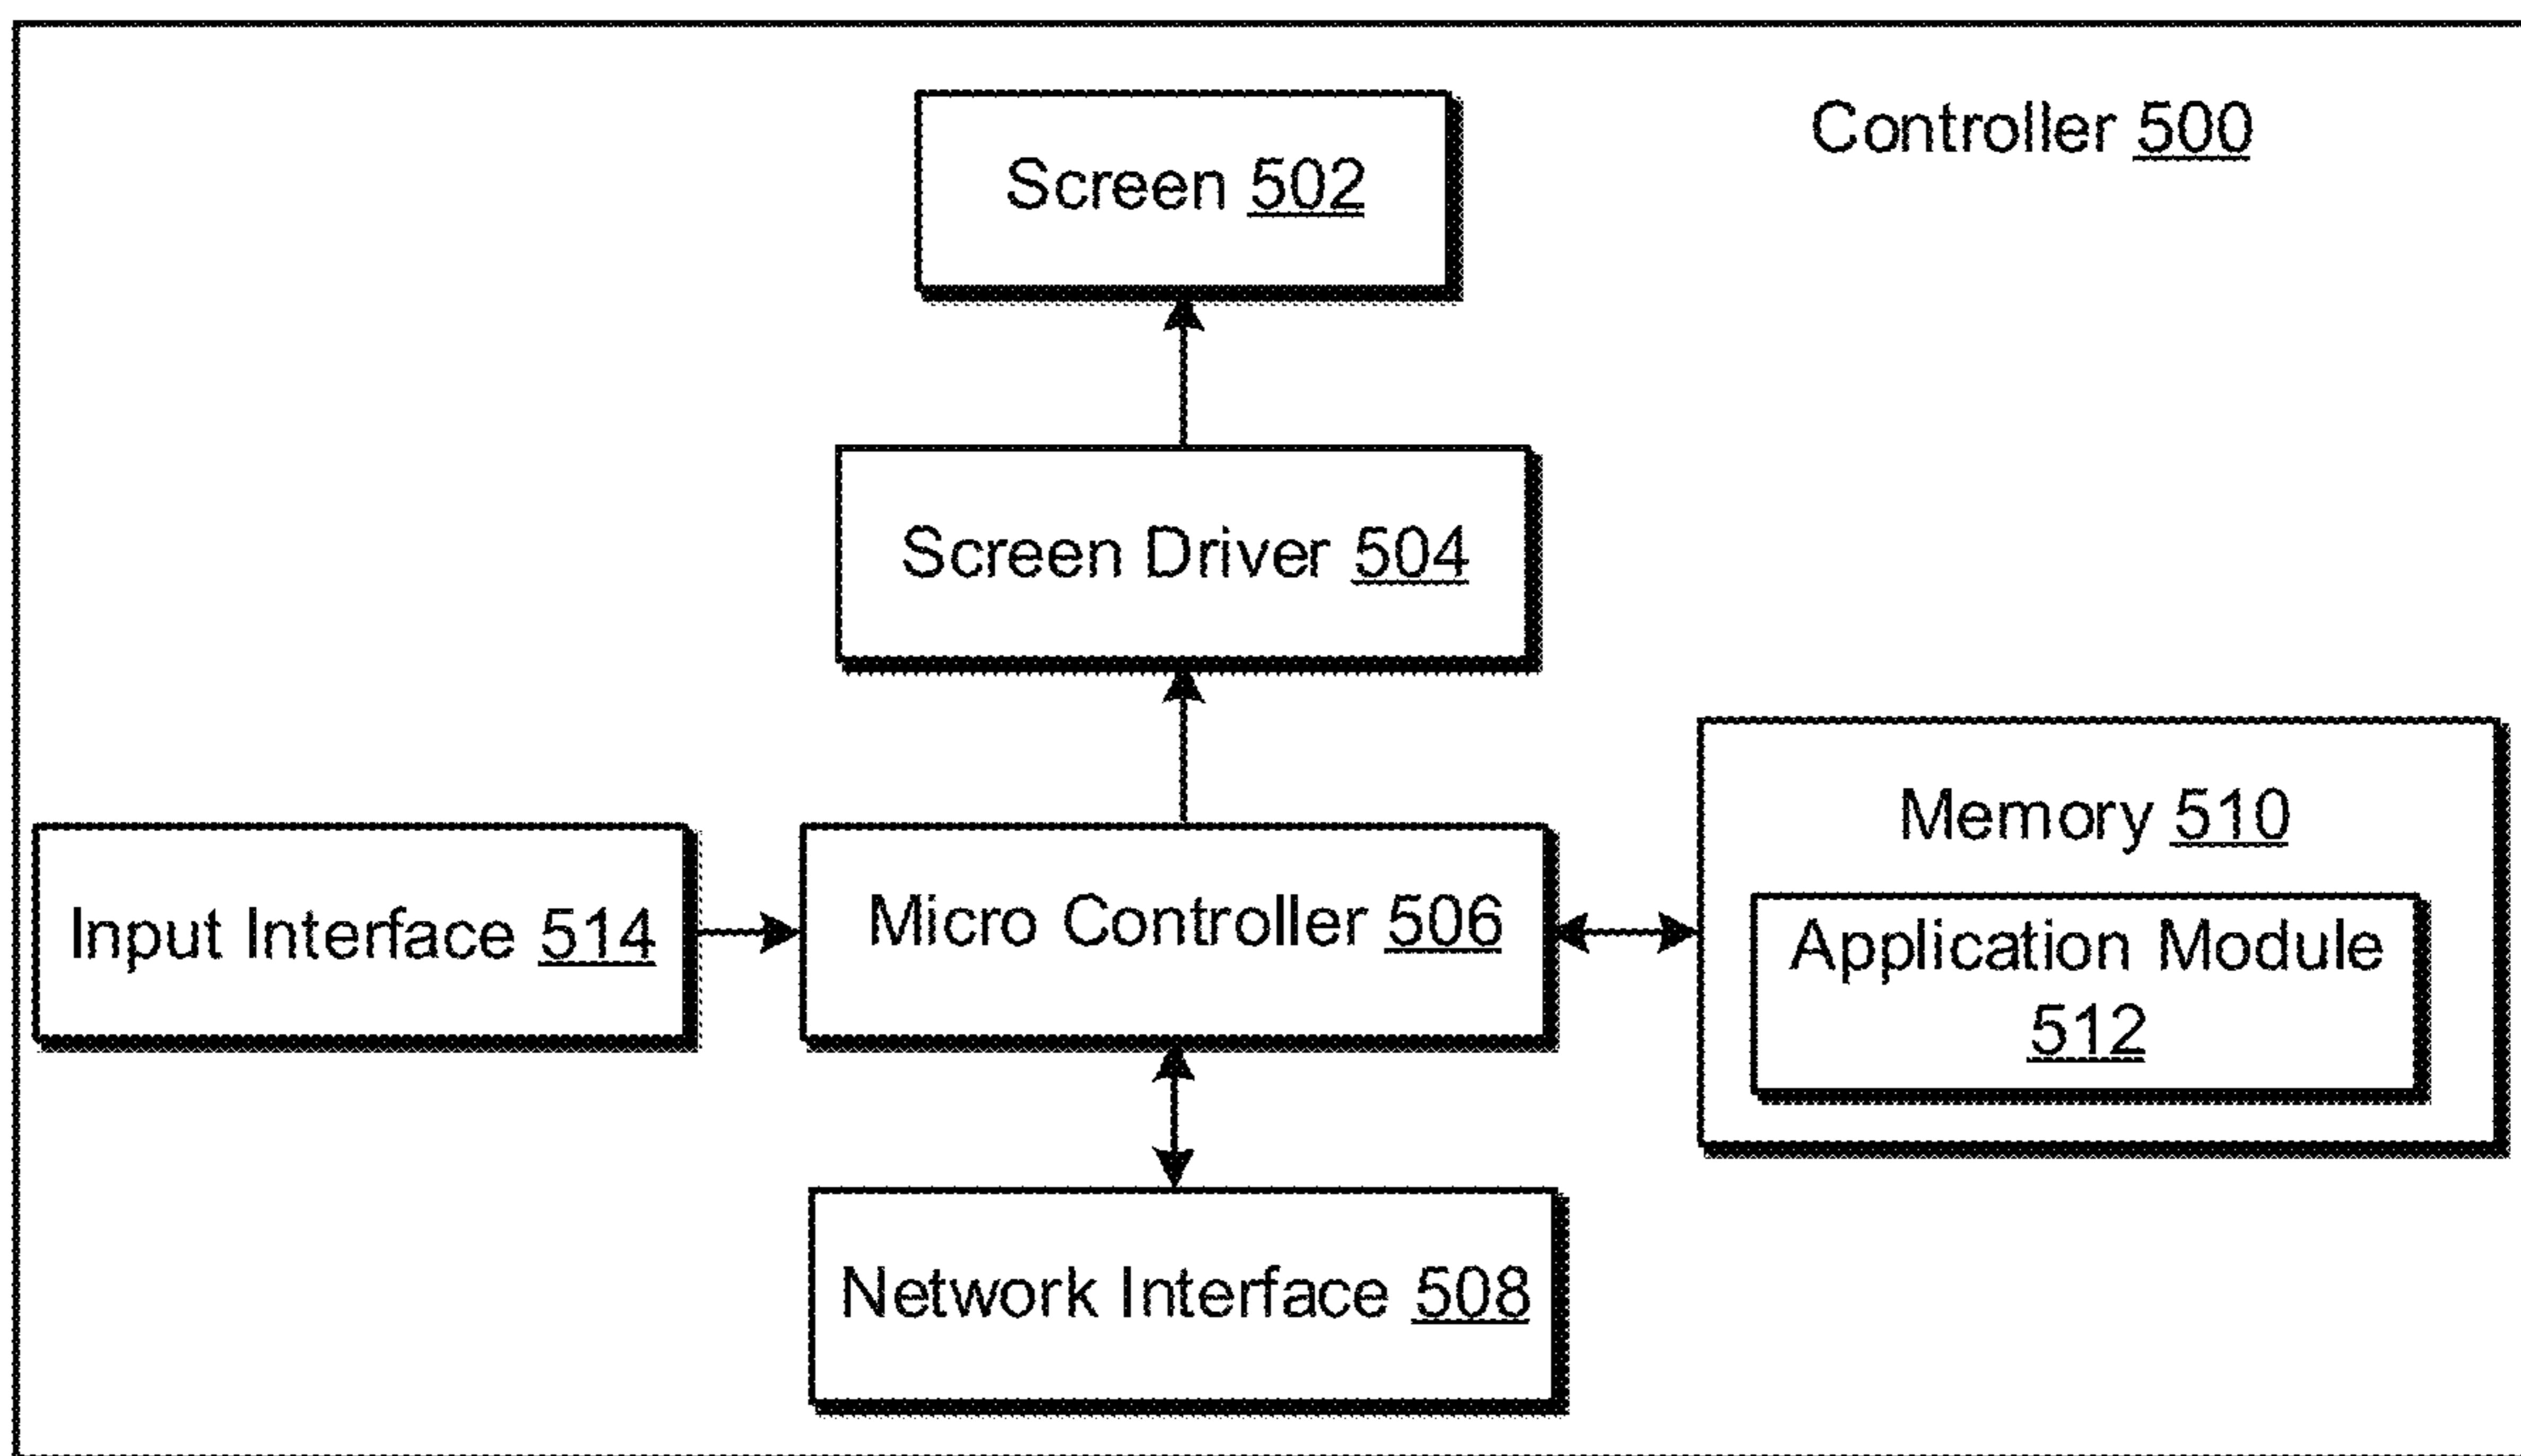 Controller 500
Screen 502
Screen Driver 504
Memory 510
Input Interface 514
Micro Controller 506
Application Module
512
Network Interface 508